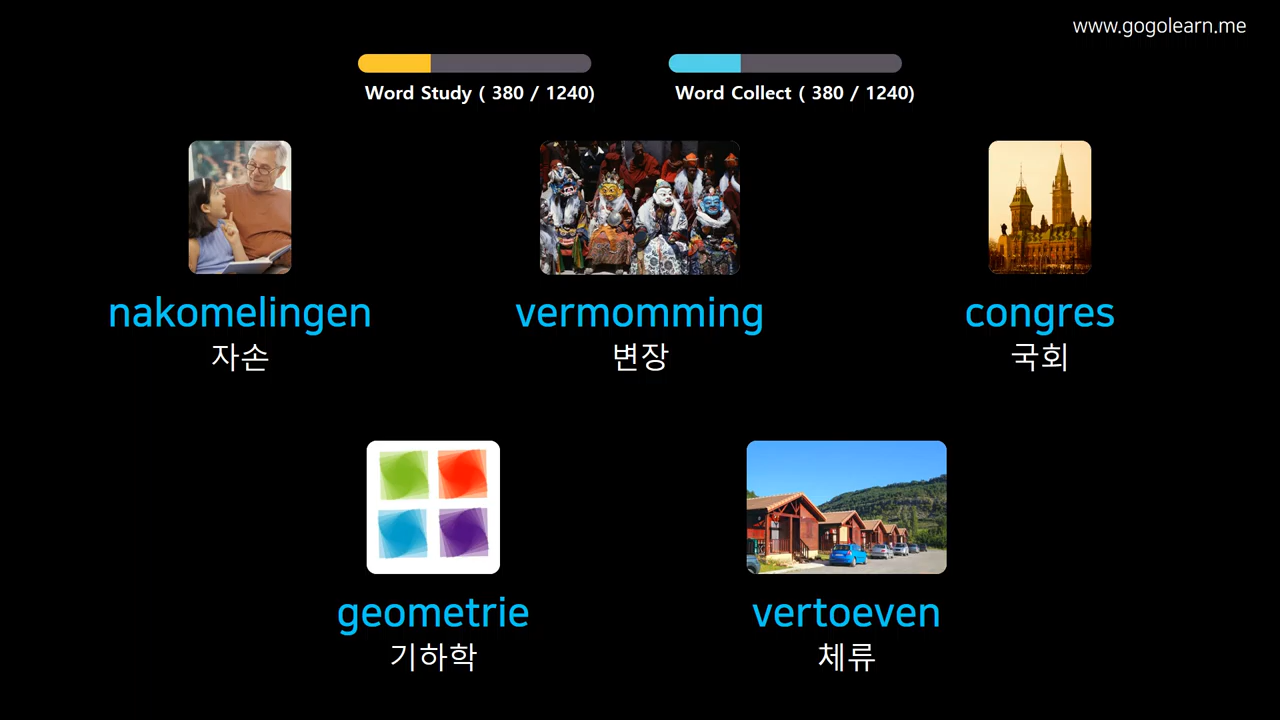 www.gogolearn.me
Word Study ( 380 / 1240)
Word Collect ( 380 / 1240)
nakomelingen
자손
vermomming
변장
congres
국회
geometrie
기하학
vertoeven
체류